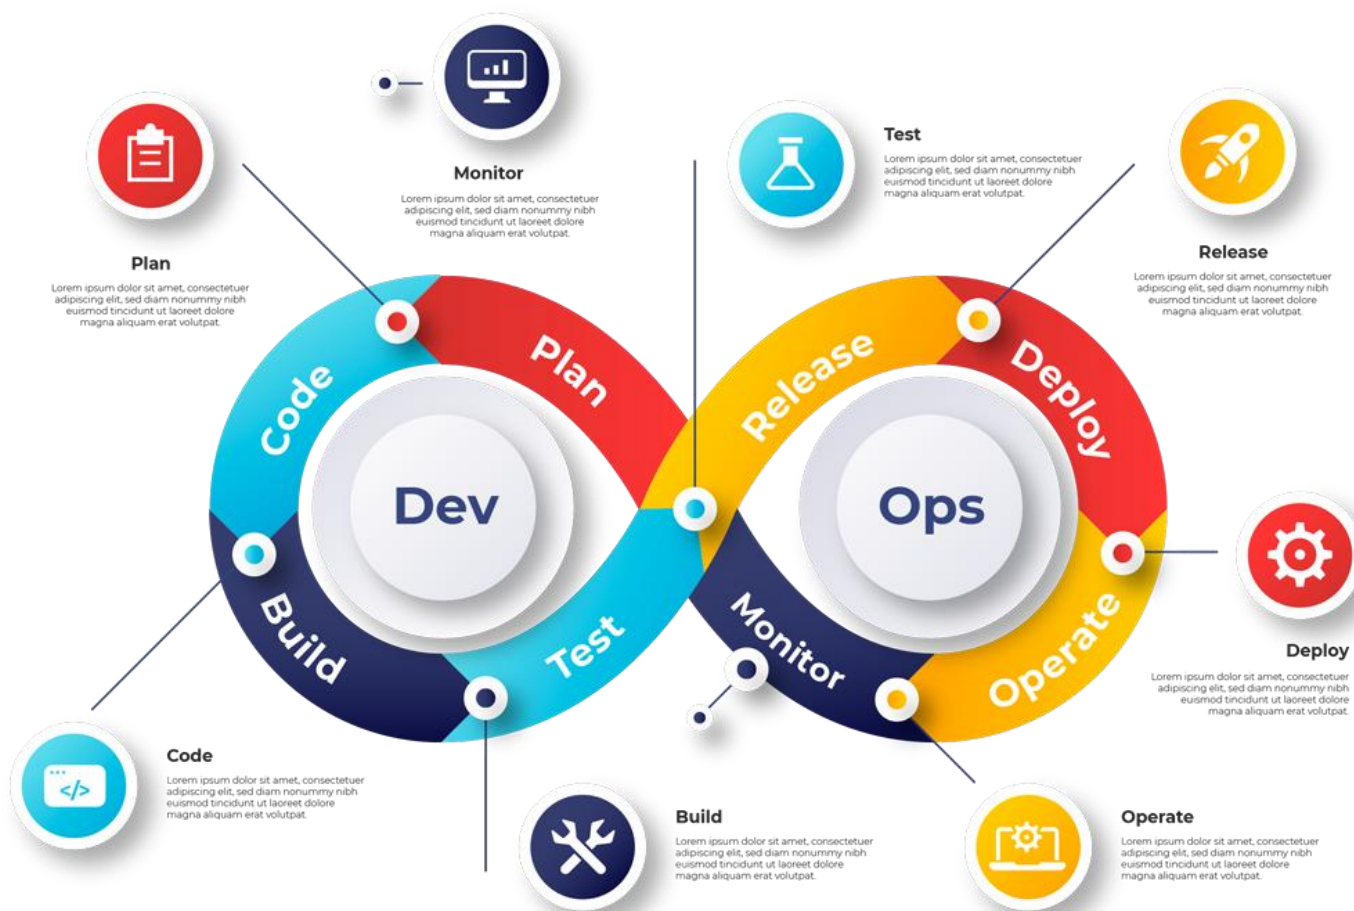 Monitor
Lorem ipsum dolor sit amet, consectetuer
adipiscing elit, sed diam nonummy nibh
euismod tincidunt ut laoreet dolore
magna aliquam erat volutpat.
Test
Lorem ipsum dolor sit amet, consectetuer
adipiscing elit, sed diam nonummy nibh
euismod tincidunt ut laoreet dolore
magna aliquam erat volutpat.
Plan
Lorem ipsum dolor sit amet, consectetuer
adipiscing elit, sed diam nonummy nibh
euismod tincidunt ut laoreet dolore
magna aliquam erat volutpat.
Release
Lorem ipsum dolor sit amet, consectetuer
adipiscing elit, sed diam nonummy nibh
euismod tincidunt ut laoreet dolore
magna aliquam erat volutpat.
Code
Plan
Release
Deploy
Dev
Ops
Build
Test
Monitor
Operate
Deploy
Lorem ipsum dolor sit amet, consectetuer
adipiscing elit, sed diam nonummy nibh
euismod tincidunt ut laoreet dolore
magna aliquam erat volutpat.
</>
Code
Lorem ipsum dolor sit amet, consectetuer
adipiscing elit, sed diam nonummy nibh
euismod tincidunt ut laoreet dolore
magna aliquam erat volutpat.
Build
Lorem ipsum dolor sit amet, consectetuer
adipiscing elit, sed diam nonummy nibh
euismod tincidunt ut laoreet dolore
magna aliquam erat volutpat.
Operate
Lorem ipsum dolor sit amet, consectetuer
adipiscing elit, sed diam nonummy nibh
euismod tincidunt ut laoreet dolore
magna aliquam erat volutpat.